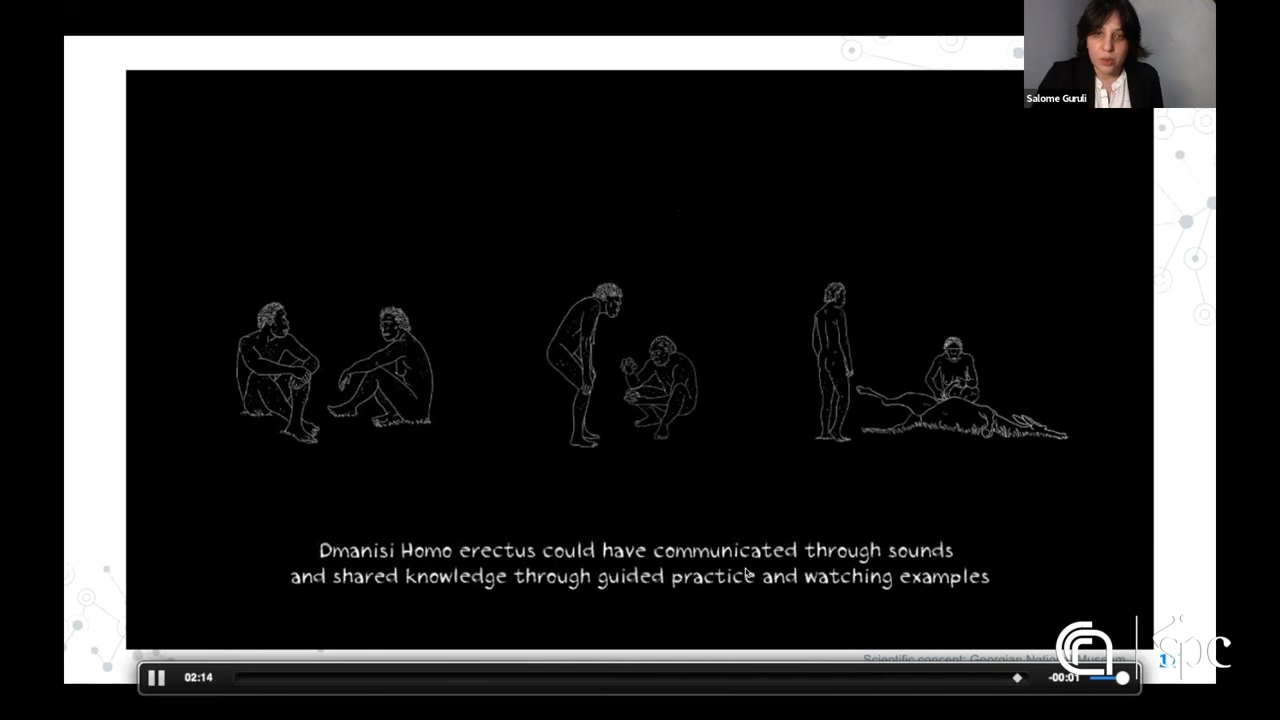 Salome Guruli
Dmanisi Homo erectus could have communicated through sounds
and shared knowledge through guided practice and watching examples
Scientific concept: Georgian National Museum
spc
02:14
-00:01